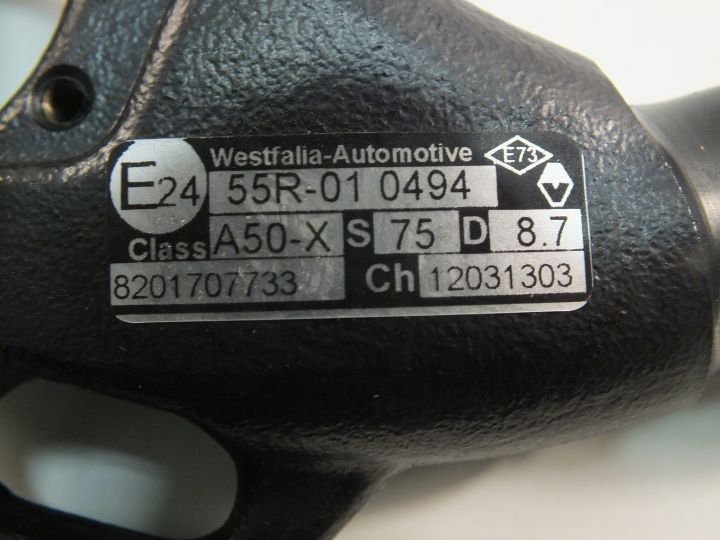 Westfalia-Automotive E73
E24 55R-01 0494
Class A50-X S 75 D 8.7
8201707733 Ch 12031303